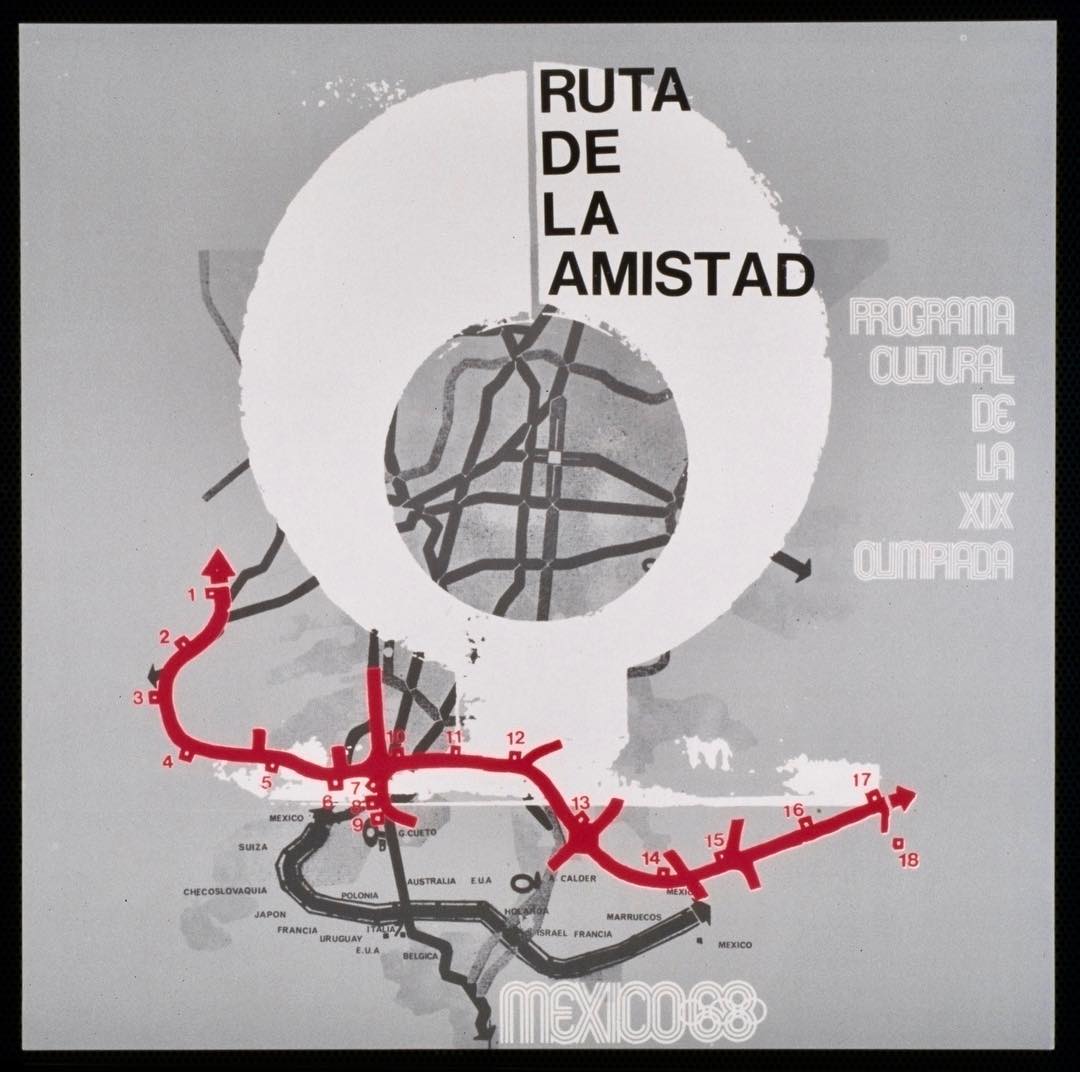 RUTA
DE
LA
AMISTAD
PROGRAMA
CULTURAL
DE
LA
XIX
OLIMPIADA
1
2
3
4
5
6
7
8
9
10
11
12
13
14
15
16
17
18
MEXICO
G.CUETO
SUIZA
CHECOSLOVAQUIA
POLONIA
AUSTRALIA
E.U.A
A. CALDER
MEXICO
JAPON
HOLANDA
MARRUECOS
FRANCIA
ITALIA
URUGUAY
ISRAEL
FRANCIA
E.U.A
BELGICA
MEXICO
MEXICO68